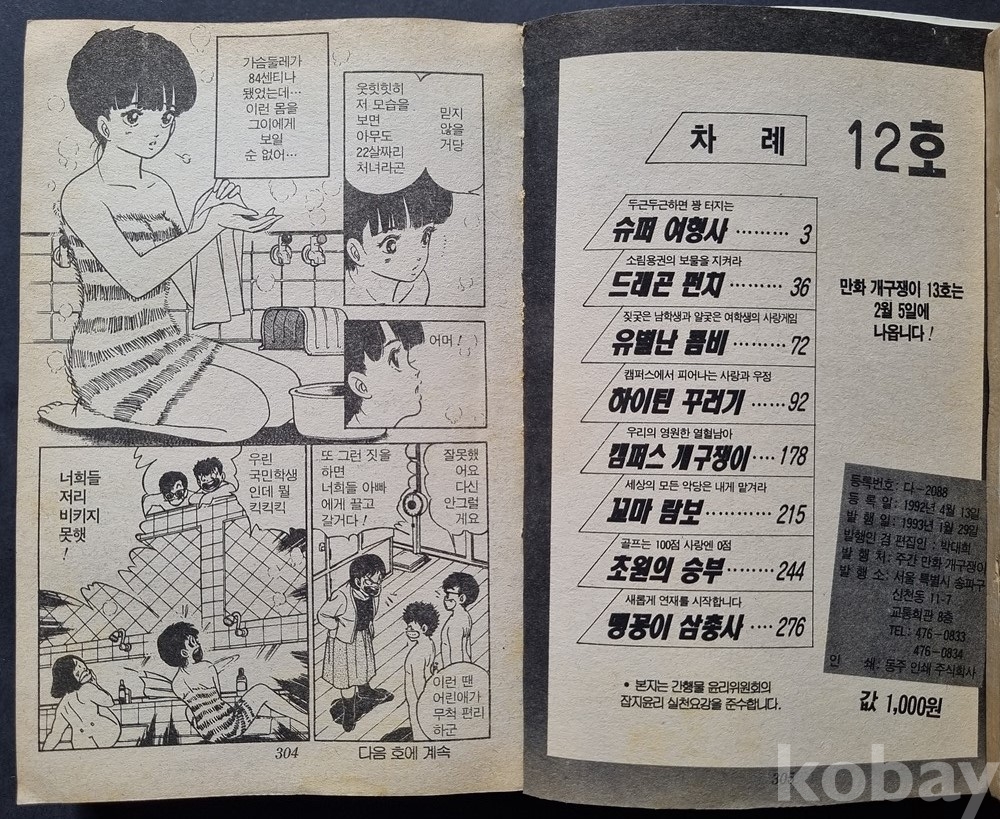 가슴둘레가
84센티나
됐었는데…
이런 몸을
그이에게
보일
순 없어…
웃힛힛히
저 모습을
보면
아무도
22살짜리
처녀라곤
믿지
않을
거당
어머!
너희들
저리
비키지
못햇
!
우린
국민학생
인데 뭘
킥킥킥
또 그런 짓을
하면
너희들 아빠
에게 끌고
갈거다!
잘못했
어요
다신
안그럴
게요
이런 땐
어린애가
무척 편리
하군
304
다음 호에 계속
차 례
12호
두근두근하면 꽝 터지는
슈퍼 여형사 ········· 3
소림용권의 보물을 지켜라
드레곤 펀치 ········· 36
짓궂은 남학생과 얄궂은 여학생의 사랑게임
유별난 콤비 ········· 72
캠퍼스에서 피어나는 사랑과 우정
하이틴 꾸러기 ······ 92
우리의 영원한 열혈남아
캠퍼스 개구쟁이 ···· 178
세상의 모든 악당은 내게 맡겨라
꼬마 람보 ········· 215
골프는 100점 사랑엔 0점
초원의 승부 ········ 244
새롭게 연재를 시작합니다
맹꽁이 삼총사 ···· 276
• 본지는 간행물 윤리위원회의
잡지윤리 실천요강을 준수합니다.
만화 개구쟁이 13호는
2월 5일에
나옵니다!
등록번호: 다-2088
등 록 일: 1992년 4월 13일
발 행 일: 1993년 1월 29일
발행인 겸 편집인: 박대희
발 행 처: 주간 만화 개구쟁이
발 행 소: 서울 특별시 송파구
신천동 11-7
교통회관 8층
TEL: 476-0833
476-0834
인 쇄: 동주 인쇄 주식회사
값 1,000원
305
kobay